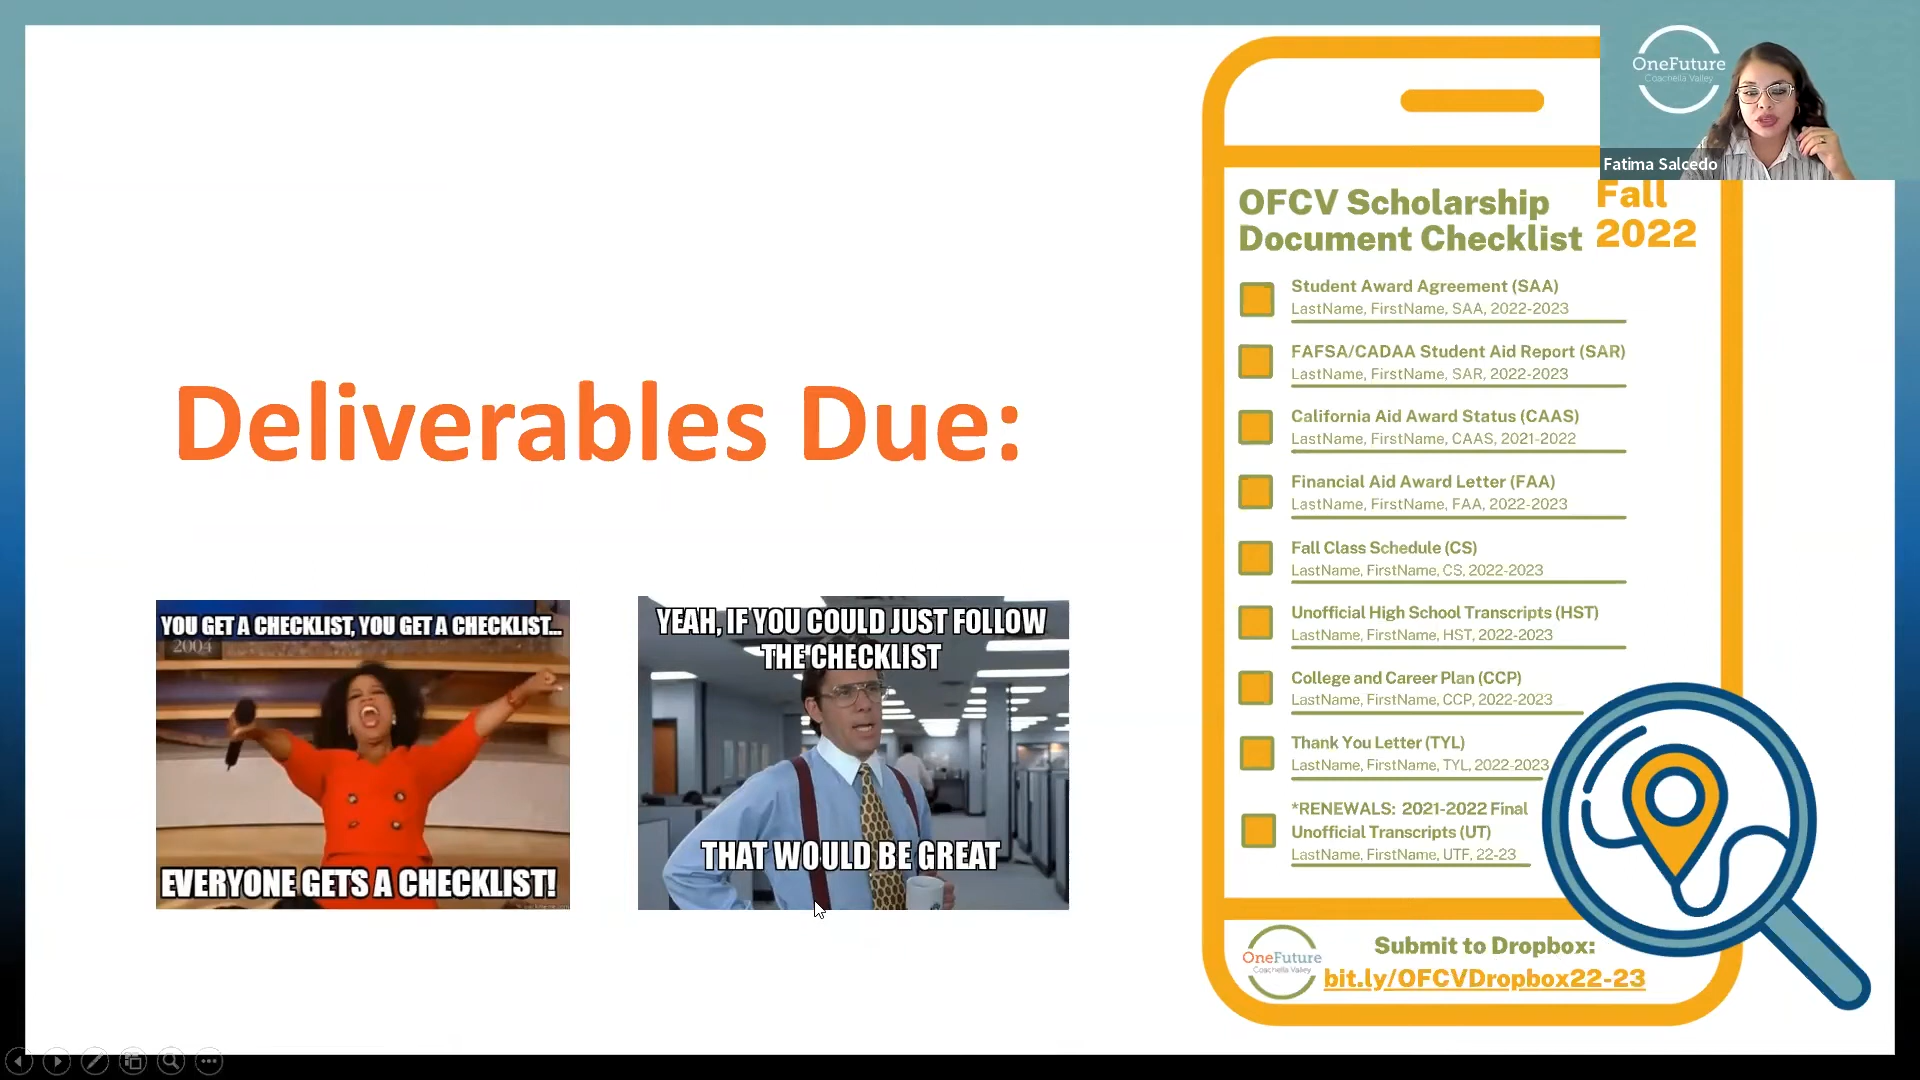 Deliverables Due:
YOU GET A CHECKLIST, YOU GET A CHECKLIST...
2004
EVERYONE GETS A CHECKLIST!
YEAH, IF YOU COULD JUST FOLLOW
THE CHECKLIST
THAT WOULD BE GREAT
OneFuture
Coachella Valley
Fatima Salcedo
OFCV Scholarship
Document Checklist
Fall
2022
Student Award Agreement (SAA)
LastName, FirstName, SAA, 2022-2023
FAFSA/CADAA Student Aid Report (SAR)
LastName, FirstName, SAR, 2022-2023
California Aid Award Status (CAAS)
LastName, FirstName, CAAS, 2021-2022
Financial Aid Award Letter (FAA)
LastName, FirstName, FAA, 2022-2023
Fall Class Schedule (CS)
LastName, FirstName, CS, 2022-2023
Unofficial High School Transcripts (HST)
LastName, FirstName, HST, 2022-2023
College and Career Plan (CCP)
LastName, FirstName, CCP, 2022-2023
Thank You Letter (TYL)
LastName, FirstName, TYL, 2022-2023
*RENEWALS: 2021-2022 Final
Unofficial Transcripts (UT)
LastName, FirstName, UTF, 22-23
OneFuture
Coachella Valley
Submit to Dropbox:
bit.ly/OFCVDropbox22-23